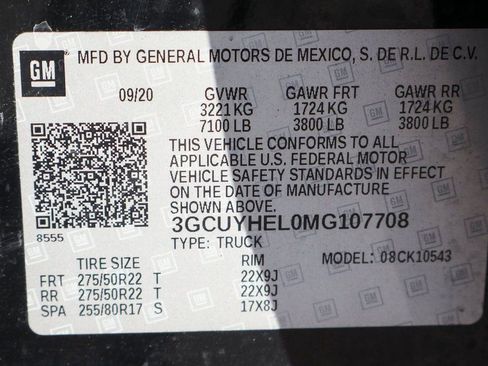 GM
MFD BY GENERAL MOTORS DE MEXICO, S. DE R.L. DE C.V.
09/20 GVWR GAWR FRT GAWR RR
3221 KG 1724 KG 1724 KG
7100 LB 3800 LB 3800 LB
THIS VEHICLE CONFORMS TO ALL
APPLICABLE U.S. FEDERAL MOTOR
VEHICLE SAFETY STANDARDS IN EFFECT
ON THE DATE OF MANUFACTURE
SHOWN ABOVE.
3GCUYHEL0MG107708
8555
TYPE: TRUCK MODEL: 08CK10543
TIRE SIZE RIM
FRT 275/50R22 T 22X9J
RR 275/50R22 T 22X9J
SPA 255/80R17 S 17X8J